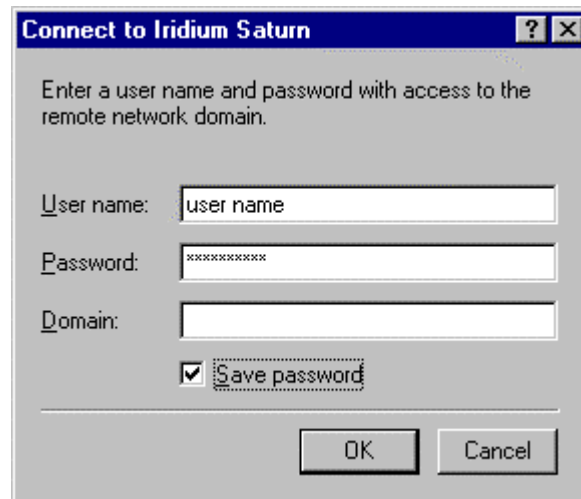 Connect to Iridium Saturn
Enter a user name and password with access to the
remote network domain.
User name: user name
Password: **********
Domain:
Save password
OK Cancel